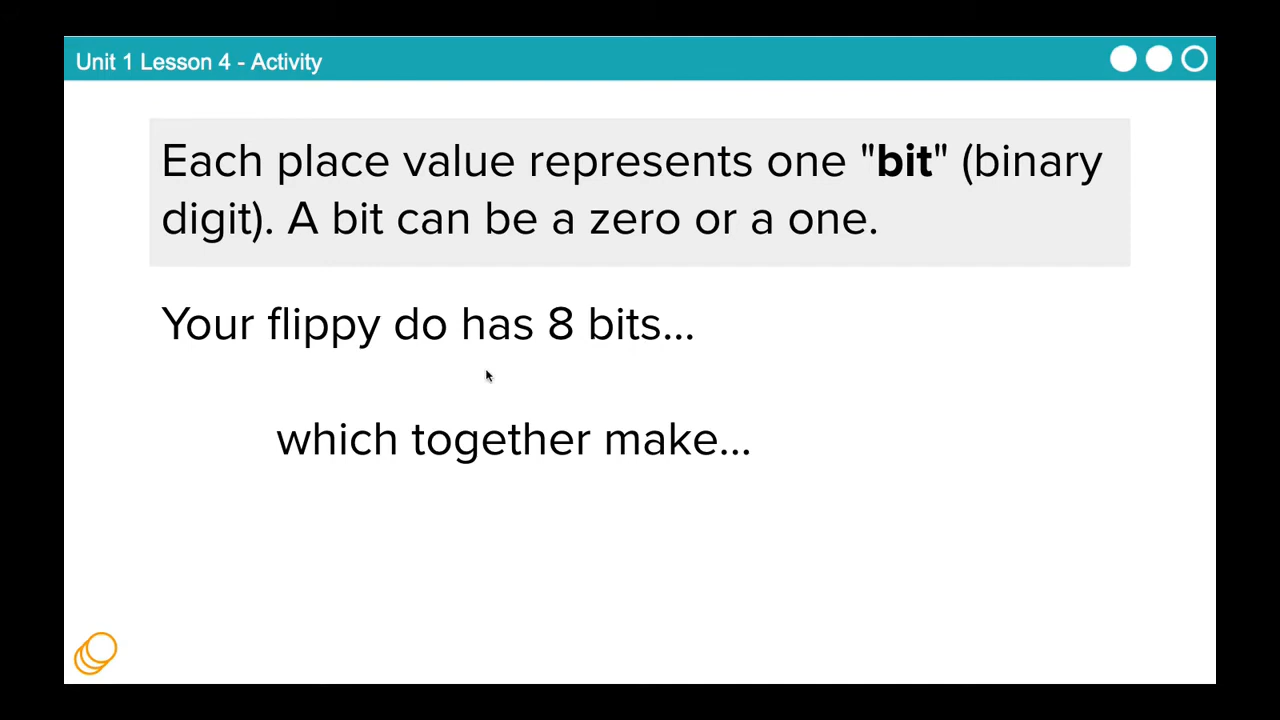 Unit 1 Lesson 4 - Activity
Each place value represents one "bit" (binary
digit). A bit can be a zero or a one.
Your flippy do has 8 bits...
which together make...